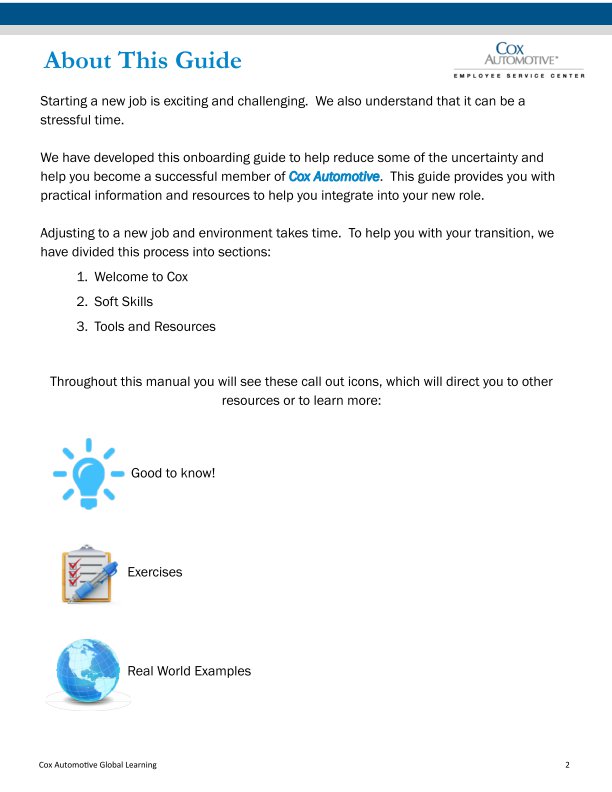 About This Guide
COX
AUTOMOTIVE
EMPLOYEE SERVICE CENTER
Starting a new job is exciting and challenging.  We also understand that it can be a
stressful time.
We have developed this onboarding guide to help reduce some of the uncertainty and
help you become a successful member of Cox Automotive.  This guide provides you with
practical information and resources to help you integrate into your new role.
Adjusting to a new job and environment takes time.  To help you with your transition, we
have divided this process into sections:
1. Welcome to Cox
2. Soft Skills
3. Tools and Resources
Throughout this manual you will see these call out icons, which will direct you to other
resources or to learn more:
Good to know!
Exercises
Real World Examples
Cox Automotive Global Learning 2